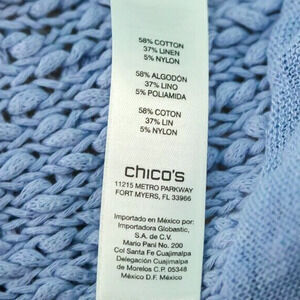 58% COTTON
37% LINEN
5% NYLON
58% ALGODÓN
37% LINO
5% POLIAMIDA
58% COTON
37% LIN
5% NYLON
chico's
11215 METRO PARKWAY
FORT MYERS, FL 33966
Importado en México por:
Importadora Globastic,
S.A. de C.V.
Mario Pani No. 200
Col Santa Fe Cuajimalpa
Delegación Cuajimalpa
de Morelos C.P. 05348
México D.F. México